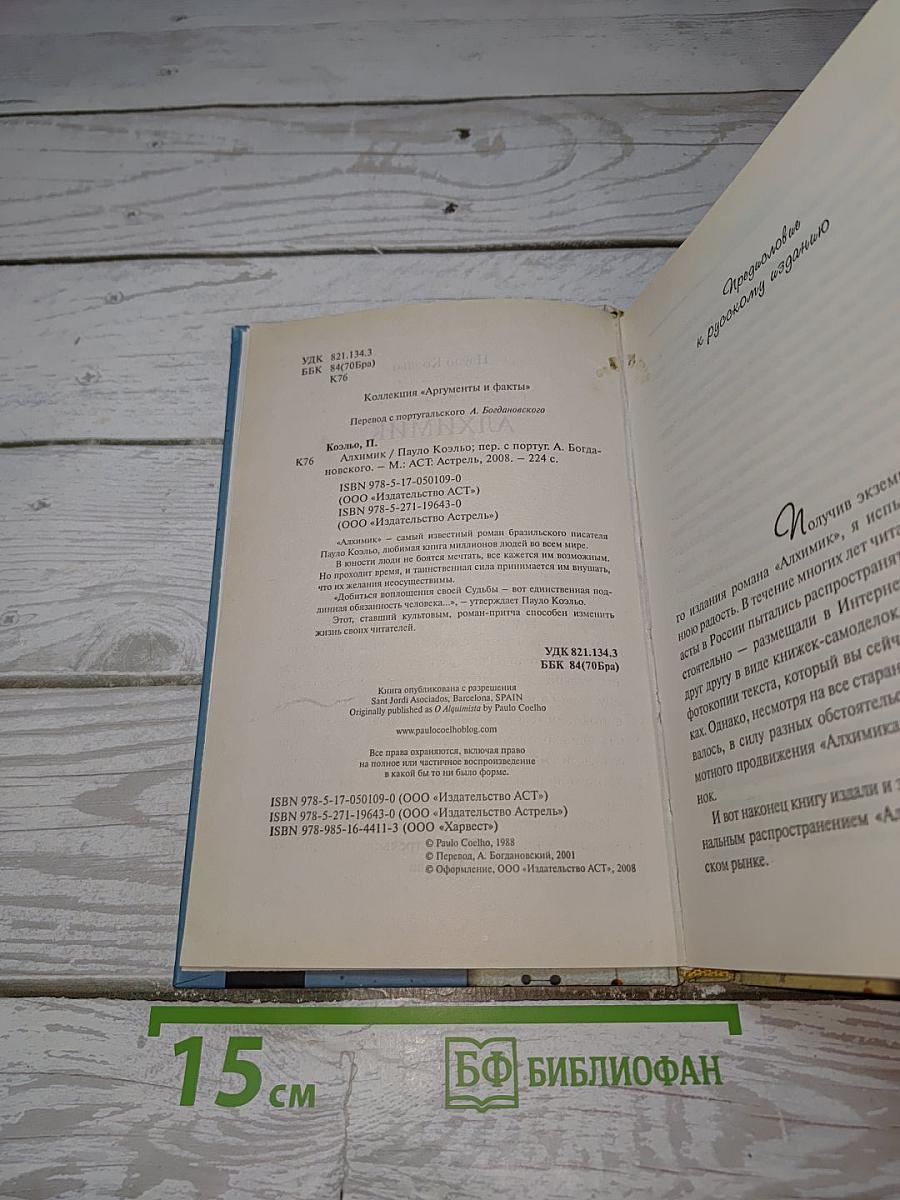 УДК 821.134.3
ББК 84(70Бра)
К76
Коллекция «Аргументы и факты»
Перевод с португальского А. Богдановского
Коэльо, П.
К76 Алхимик / Пауло Коэльо; пер. с португ. А. Богда-
новского. – М.: АСТ: Астрель, 2008. – 224 с.
ISBN 978-5-17-050109-0
(ООО «Издательство АСТ»)
ISBN 978-5-271-19643-0
(ООО «Издательство Астрель»)
«Алхимик» – самый известный роман бразильского писателя
Пауло Коэльо, любимая книга миллионов людей во всем мире.
В юности люди не боятся мечтать, все кажется им возможным.
Но проходит время, и таинственная сила принимается им внушать,
что их желания неосуществимы.
«Добиться воплощения своей Судьбы – вот единственная под-
линная обязанность человека...», – утверждает Пауло Коэльо.
Этот, ставший культовым, роман-притча способен изменить
жизнь своих читателей.
УДК 821.134.3
ББК 84(70Бра)
Книга опубликована с разрешения
Sant Jordi Asociados, Barcelona, SPAIN
Originally published as O Alquimista by Paulo Coelho
www.paulocoelhoblog.com
Все права охраняются, включая право
на полное или частичное воспроизведение
в какой бы то ни было форме.
ISBN 978-5-17-050109-0 (ООО «Издательство АСТ»)
ISBN 978-5-271-19643-0 (ООО «Издательство Астрель»)
ISBN 978-985-16-4411-3 (ООО «Харвест»)
© Paulo Coelho, 1988
© Перевод, А. Богдановский, 2001
© Оформление, ООО «Издательство АСТ», 2008
Предисловие
к русскому изданию
Получив экзем
го издания романа «Алхимик», я испы
нюю радость. В течение многих лет чита
асты в России пытались распространят
стоятельно – размещали в Интерне
друг другу в виде книжек-самоделок
фотокопии текста, который вы сейч
ках. Однако, несмотря на все старан
валось, в силу разных обстоятель
мотного продвижения «Алхимика
нок.
И вот наконец книгу издали и з
нальным распространением «Ал
ском рынке.
15 см
БФ БИБЛИОФАН